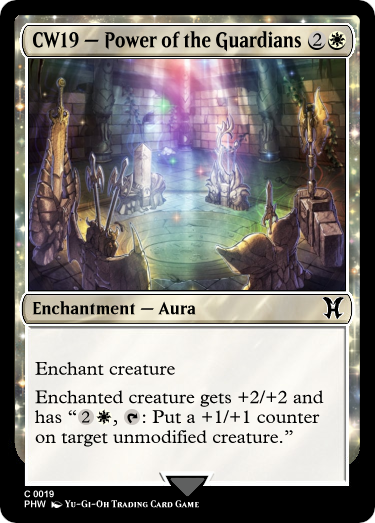 CW19 — Power of the Guardians 2
Enchantment — Aura
Enchant creature
Enchanted creature gets +2/+2 and
has “2, : Put a +1/+1 counter
on target unmodified creature.”
C 0019
PHW Yu-Gi-Oh Trading Card Game